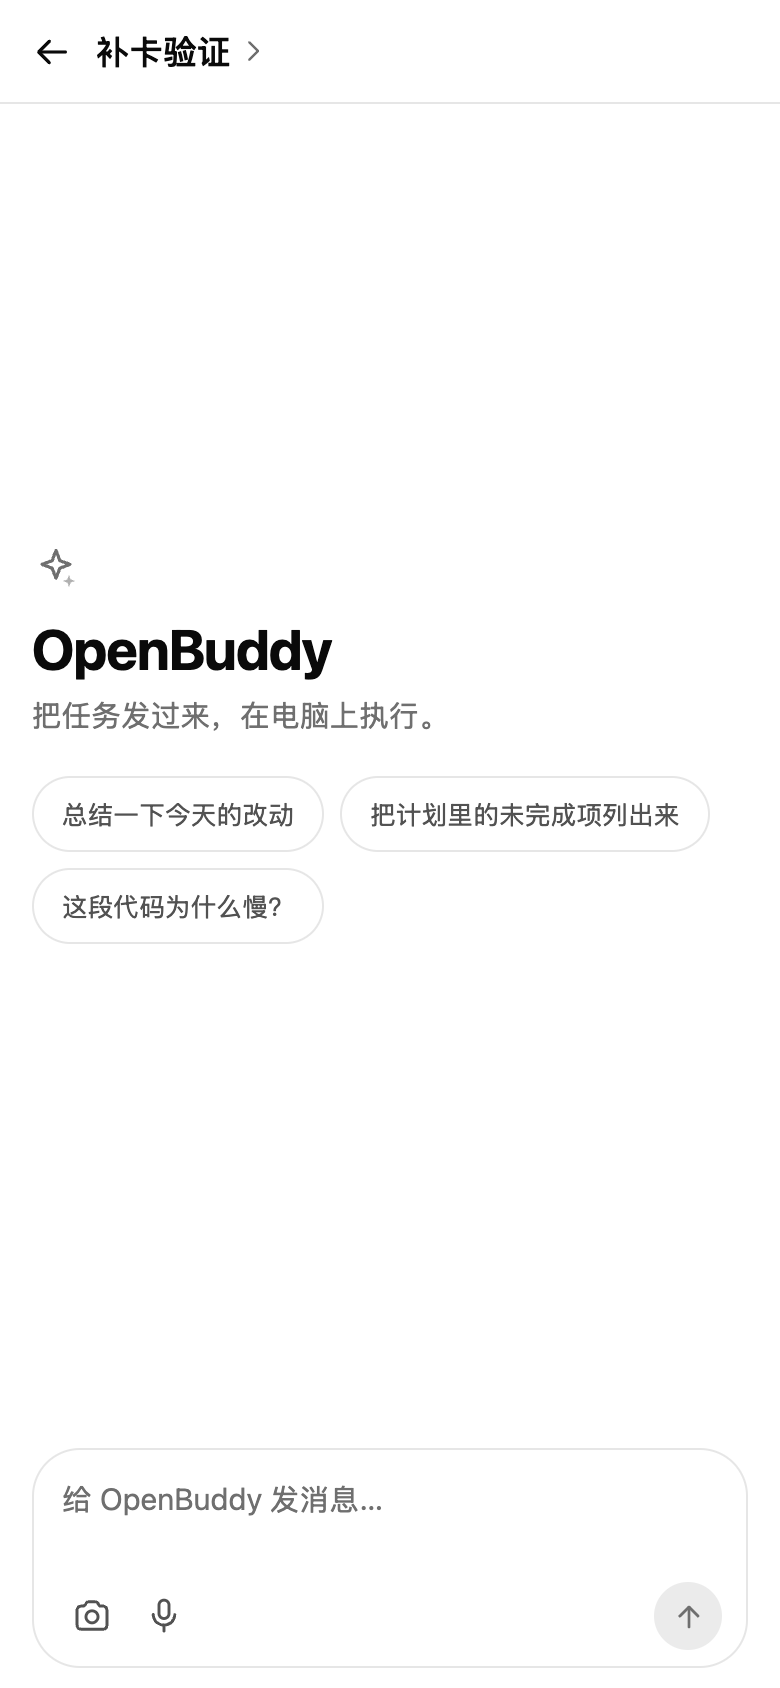 补卡验证
OpenBuddy
把任务发过来，在电脑上执行。
总结一下今天的改动
把计划里的未完成项列出来
这段代码为什么慢？
给 OpenBuddy 发消息...